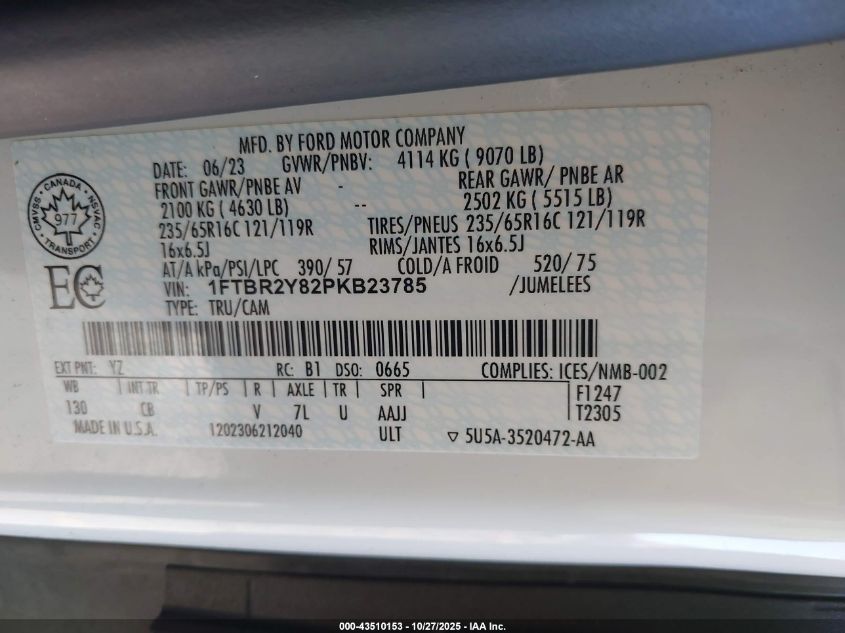 MFD. BY FORD MOTOR COMPANY
DATE: 06/23 GVWR/PNBV: 4114 KG ( 9070 LB)
FRONT GAWR/PNBE AV - REAR GAWR/ PNBE AR
2100 KG ( 4630 LB) -- 2502 KG ( 5515 LB)
235/65R16C 121/119R TIRES/PNEUS 235/65R16C 121/119R
16x6.5J RIMS/JANTES 16x6.5J
AT/A kPa/PSI/LPC 390/ 57 COLD/A FROID 520/ 75
VIN: 1FTBR2Y82PKB23785 /JUMELEES
TYPE: TRU/CAM
CANADA
CMVSS NSVAC
977
TRANSPORT
EC
EXT PNT: YZ RC: B1 DSO: 0665 COMPLIES: ICES/NMB-002
WB | INT TR | TP/PS | R | AXLE | TR | SPR | F1247
130 CB V 7L U AAJJ T2305
MADE IN U.S.A. 1202306212040 ULT ▽ 5U5A-3520472-AA
000-43510153 - 10/27/2025 - IAA Inc.